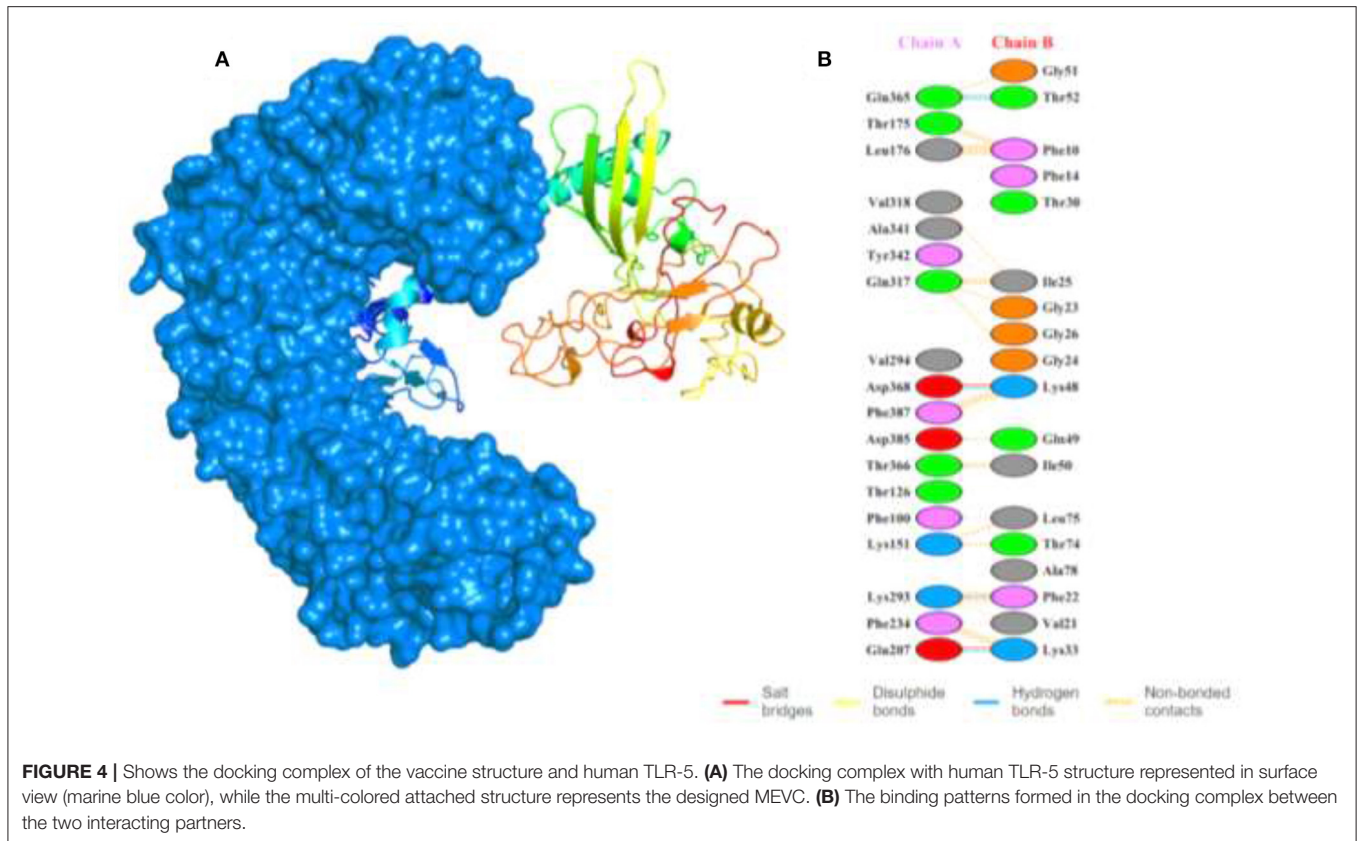 A
B
Chain A Chain B
Gly51
Gln365 Thr52
Thr175
Leu176 Phe10
Phe14
Val318 Thr30
Ala341
Tyr342
Gln317 Ile25
Gly23
Gly26
Val294 Gly24
Asp368 Lys48
Phe387
Asp385 Gln49
Thr366 Ile50
Thr126
Phe100 Leu75
Lys151 Thr74
Ala78
Lys293 Phe22
Phe234 Val21
Glu207 Lys33
Salt bridges
Disulphide bonds
Hydrogen bonds
Non-bonded contacts
FIGURE 4 | Shows the docking complex of the vaccine structure and human TLR-5. (A) The docking complex with human TLR-5 structure represented in surface
view (marine blue color), while the multi-colored attached structure represents the designed MEVC. (B) The binding patterns formed in the docking complex between
the two interacting partners.